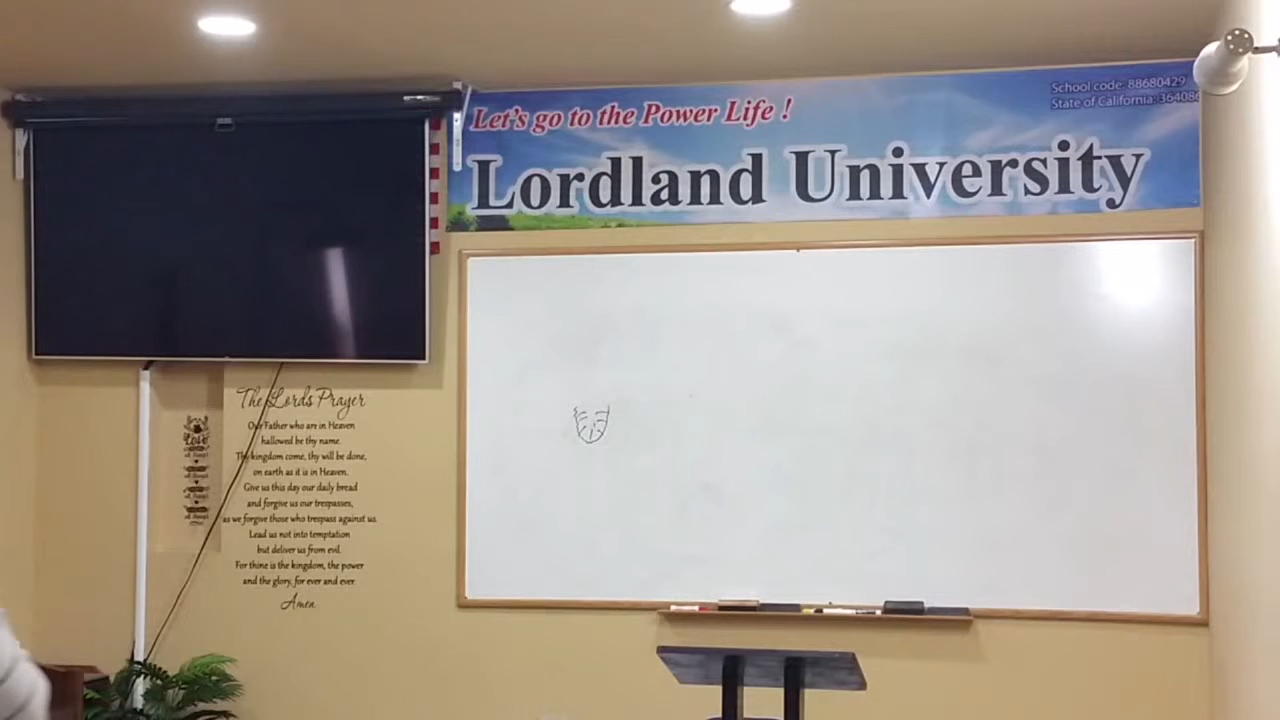 School code: 88680429
Let's go to the Power Life !
State of California: 364086
Lordland University
The Lords Prayer
Our Father who are in Heaven
hallowed be thy name.
Thy kingdom come, thy will be done,
on earth as it is in Heaven.
Give us this day our daily bread
and forgive us our trespasses,
as we forgive those who trespass against us.
Lead us not into temptation
but deliver us from evil.
For thine is the kingdom, the power
and the glory, for ever and ever.
Amen
Love